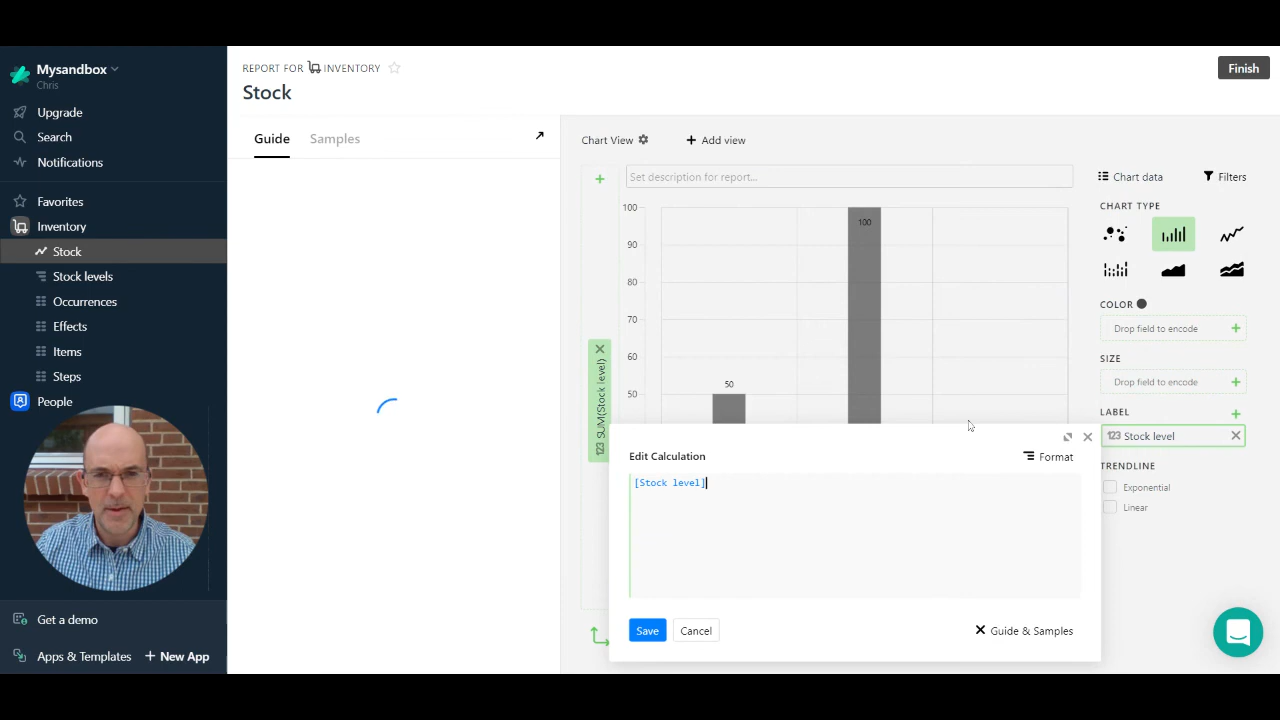 Mysandbox
Chris
Upgrade
Search
Notifications
Favorites
Inventory
Stock
Stock levels
Occurrences
Effects
Items
Steps
People
Get a demo
Apps & Templates
New App
REPORT FOR INVENTORY
Stock
Finish
Guide Samples
Chart View Add view
Set description for report...
100
90
80
70
60
50
SUM(Stock level)
50
100
Chart data Filters
CHART TYPE
COLOR
Drop field to encode
SIZE
Drop field to encode
LABEL
123 Stock level
TRENDLINE
Exponential
Linear
Edit Calculation Format
[Stock level]
Save Cancel Guide & Samples